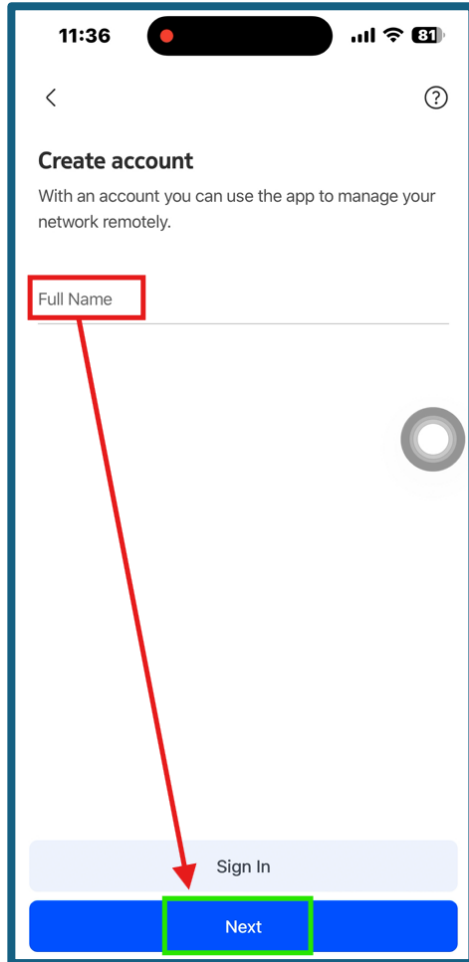 11:36
81
Create account
With an account you can use the app to manage your
network remotely.
Full Name
Sign In
Next